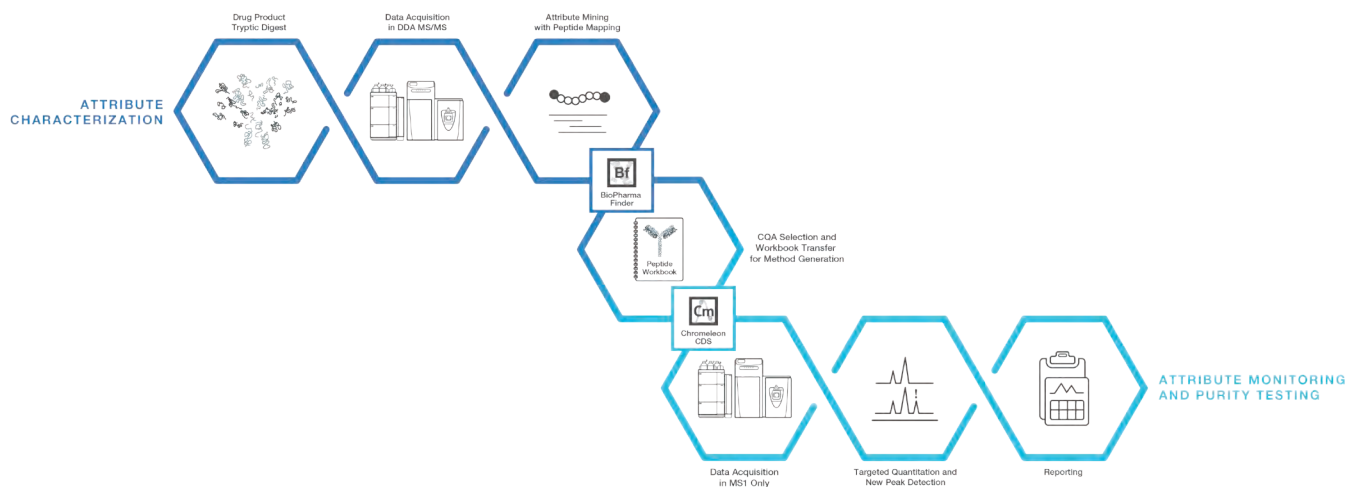 Drug Product
Tryptic Digest
Data Acquisition
in DDA MS/MS
Attribute Mining
with Peptide Mapping
ATTRIBUTE
CHARACTERIZATION
Bf
BioPharma
Finder
Peptide
Workbook
CQA Selection and
Workbook Transfer
for Method Generation
Cm
Chromeleon
CDS
!
ATTRIBUTE MONITORING
AND PURITY TESTING
Data Acquisition
in MS1 Only
Targeted Quantitation and
New Peak Detection
Reporting